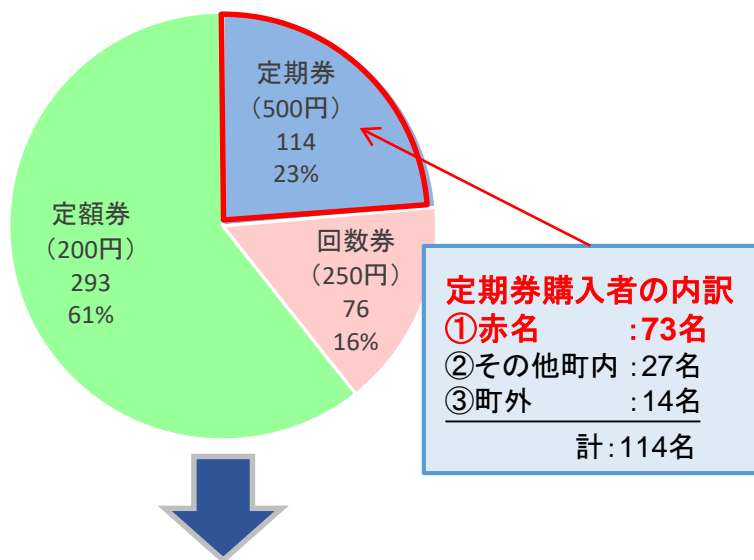 定期券
（500円）
114
23%
回数券
（250円）
76
16%
定額券
（200円）
293
61%
定期券購入者の内訳
①赤名 :73名
②その他町内 :27名
③町外 :14名
計:114名